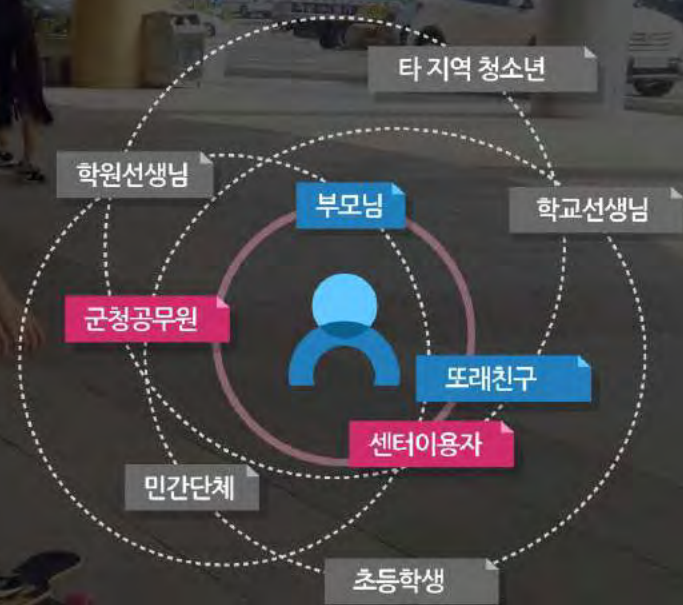 타 지역 청소년
학원선생님
부모님
학교선생님
군청공무원
또래친구
센터이용자
민간단체
초등학생